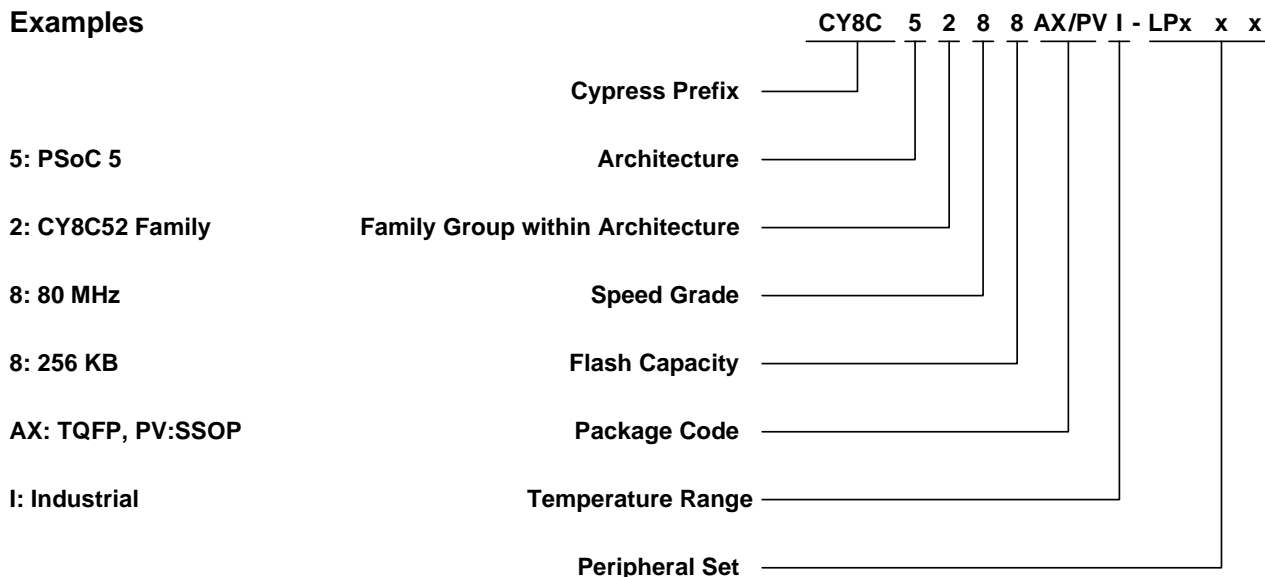 Examples CY8C 5 2 8 8 AX/PV I - LPx x x
Cypress Prefix
5: PSoC 5 Architecture
2: CY8C52 Family Family Group within Architecture
8: 80 MHz Speed Grade
8: 256 KB Flash Capacity
AX: TQFP, PV:SSOP Package Code
I: Industrial Temperature Range
Peripheral Set